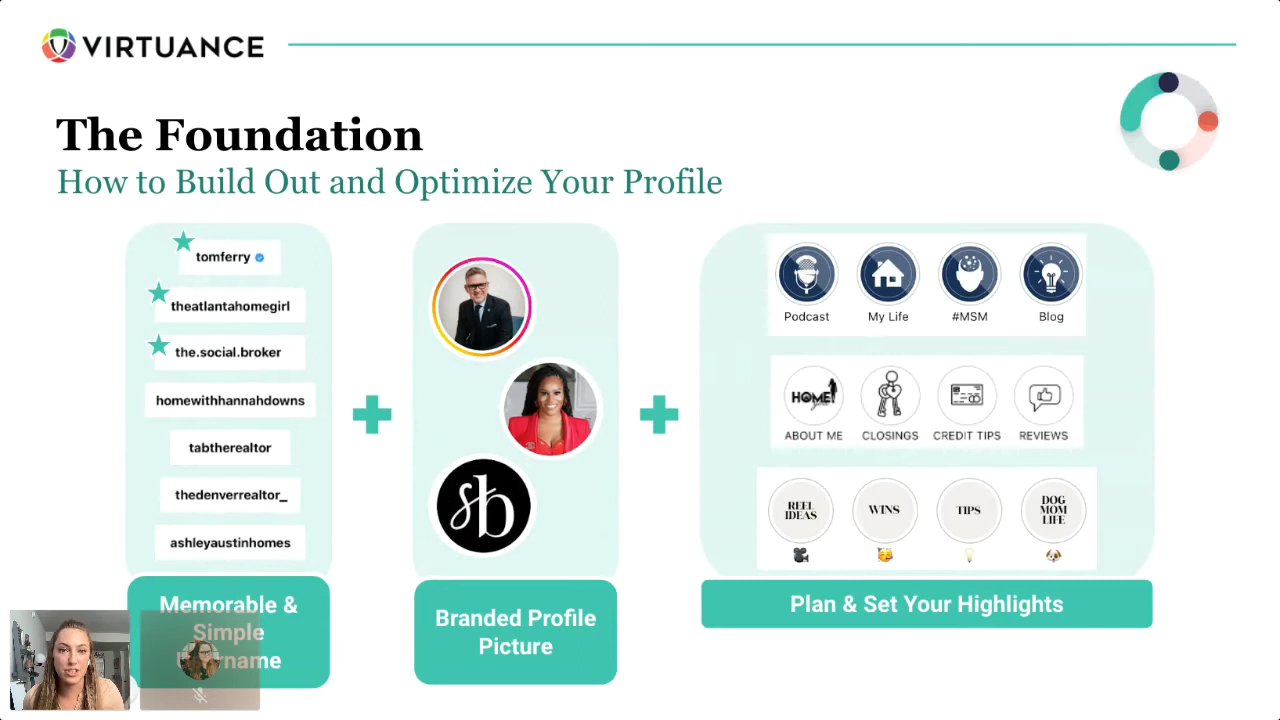 VIRTUANCE
The Foundation
How to Build Out and Optimize Your Profile
tomferry
theatlantahomegirl
the.social.broker
homewithhannahdowns
tabtherealtor
thedenverrealtor_
ashleyaustinhomes
Memorable &
Simple
sb
Branded Profile
Picture
Podcast My Life #MSM Blog
HOME
ABOUT ME CLOSINGS CREDIT TIPS REVIEWS
REEL IDEAS WINS TIPS DOG MOM LIFE
Plan & Set Your Highlights